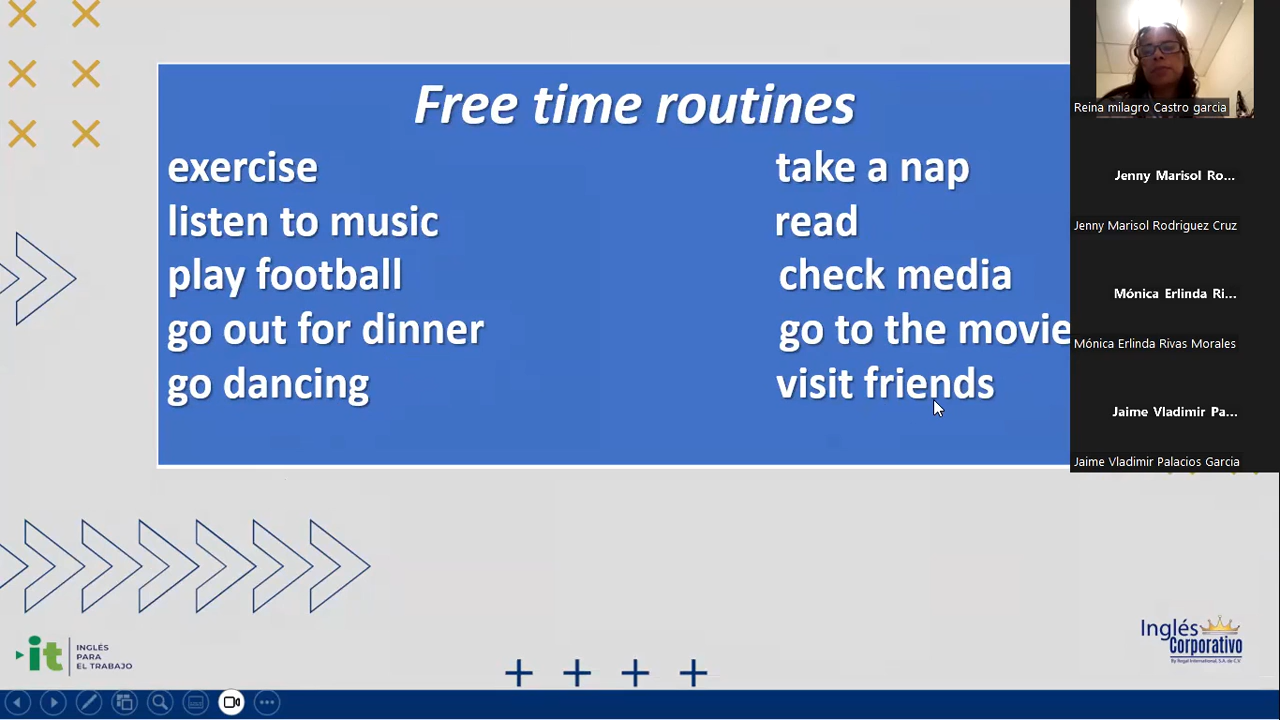 Free time routines
exercise
take a nap
listen to music
read
play football
check media
go out for dinner
go to the movie
go dancing
visit friends
Reina milagro Castro garcia
Jenny Marisol Ro...
Jenny Marisol Rodriguez Cruz
Mónica Erlinda Ri...
Mónica Erlinda Rivas Morales
Jaime Vladimir Pa...
Jaime Vladimir Palacios Garcia
it
INGLÉS
PARA
EL TRABAJO
Inglés
Corporativo